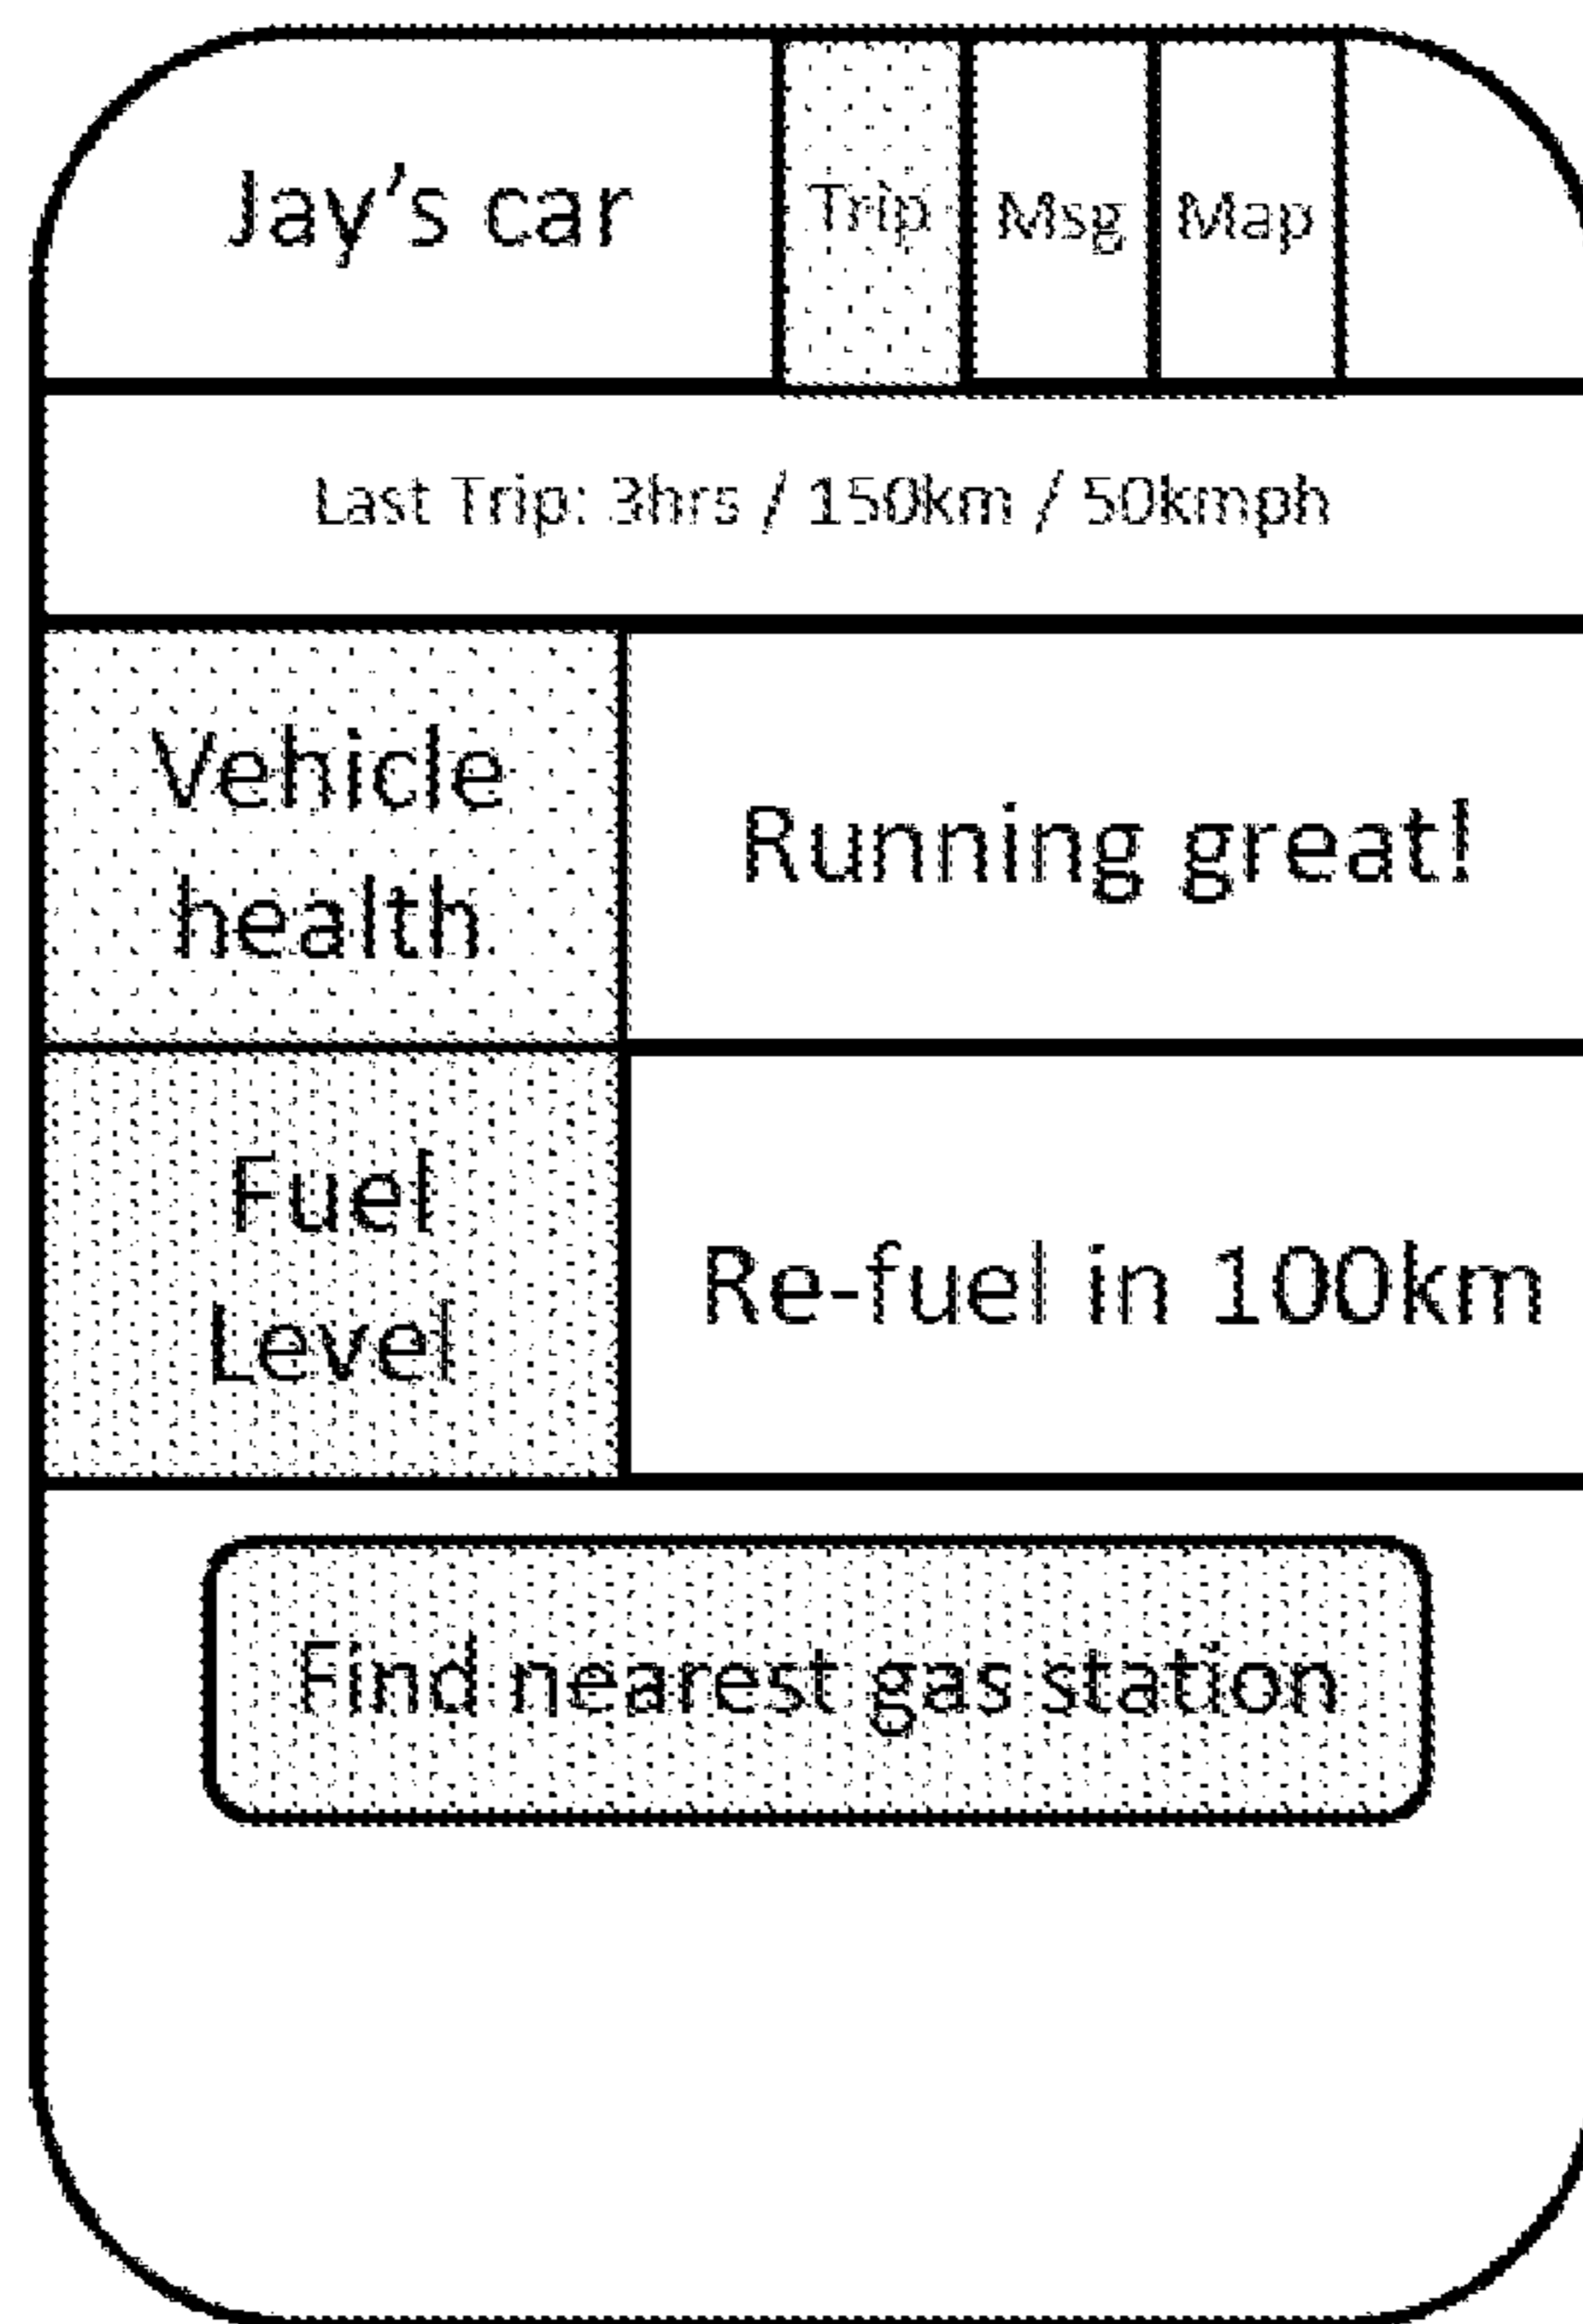 Jay's car Trip Msg Map
Last Trip: 3hrs / 150km / 50kmph
Vehicle
health
Running great!
Fuel
Level
Re-fuel in 100km
Find nearest gas station